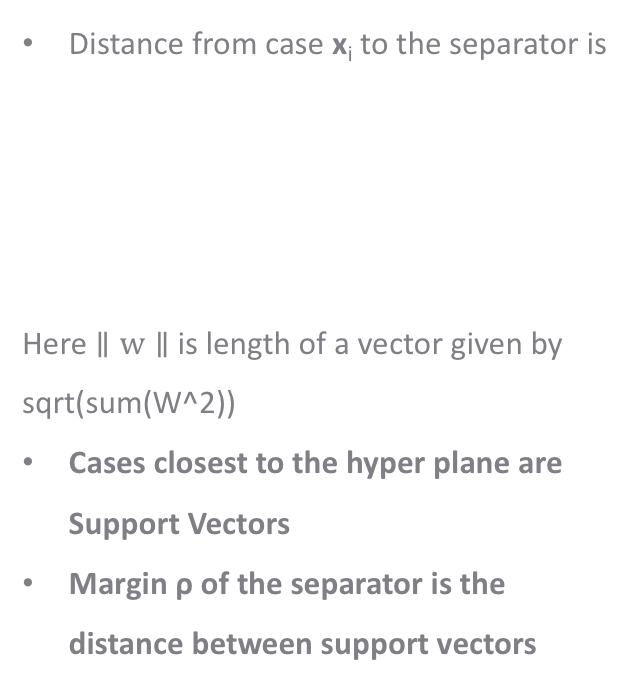 • Distance from case xᵢ to the separator is
Here ‖ w ‖ is length of a vector given by
sqrt(sum(W^2))
• Cases closest to the hyper plane are
Support Vectors
• Margin ρ of the separator is the
distance between support vectors